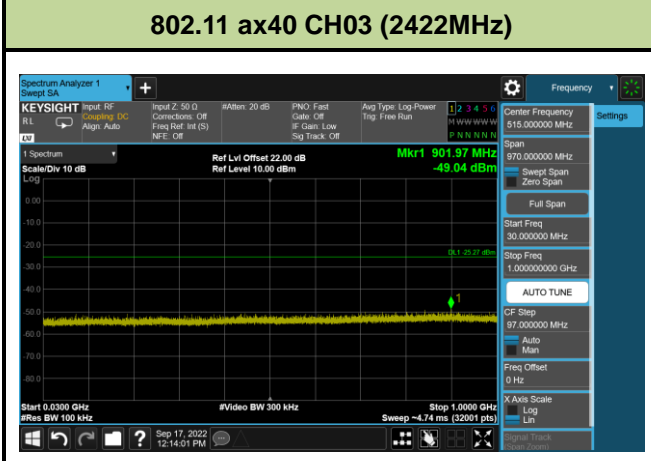 802.11 ax40 CH03 (2422MHz)
Spectrum Analyzer 1
Swept SA
+
Frequency
KEYSIGHT
RL
LXI
Input: RF
Coupling: DC
Align: Auto
Input Z: 50 Ω
Corrections: Off
Freq Ref: Int (S)
NFE: Off
#Atten: 20 dB
PNO: Fast
Gate: Off
IF Gain: Low
Sig Track: Off
Avg Type: Log-Power
Trig: Free Run
1 2 3 4 5 6
M W W W W W
P N N N N N
Center Frequency
515.000000 MHz
Settings
1 Spectrum
Scale/Div 10 dB
Log
Ref Lvl Offset 22.00 dB
Ref Level 10.00 dBm
Mkr1 901.97 MHz
-49.04 dBm
Span
970.000000 MHz
Swept Span
Zero Span
Full Span
Start Freq
30.000000 MHz
Stop Freq
1.000000000 GHz
AUTO TUNE
CF Step
97.000000 MHz
Auto
Man
Freq Offset
0 Hz
X Axis Scale
Log
Lin
Signal Track
(Span Zoom)
0.00
-10.0
-20.0
DL1 -25.27 dBm
-30.0
-40.0
1
-50.0
-60.0
-70.0
-80.0
Start 0.0300 GHz
#Res BW 100 kHz
#Video BW 300 kHz
Stop 1.0000 GHz
Sweep ~4.74 ms (32001 pts)
?
Sep 17, 2022
12:14:01 PM